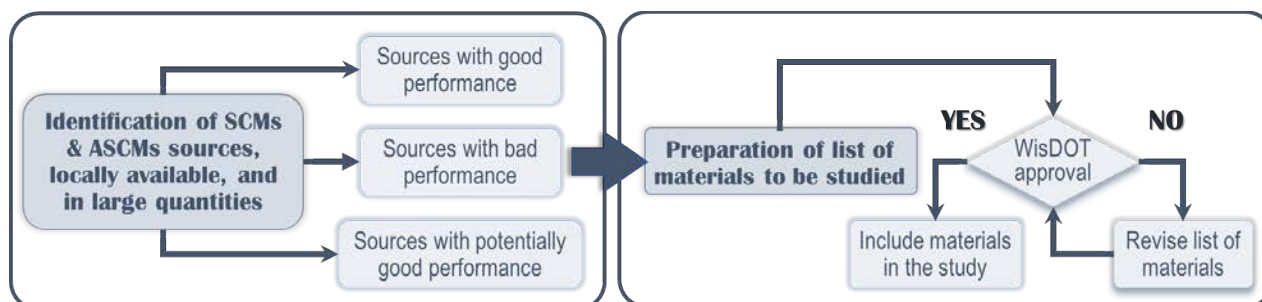 Identification of SCMs
& ASCMs sources,
locally available, and
in large quantities
Sources with good
performance
Sources with bad
performance
Sources with potentially
good performance
Preparation of list of
materials to be studied
YES
NO
WisDOT
approval
Include materials
in the study
Revise list of
materials